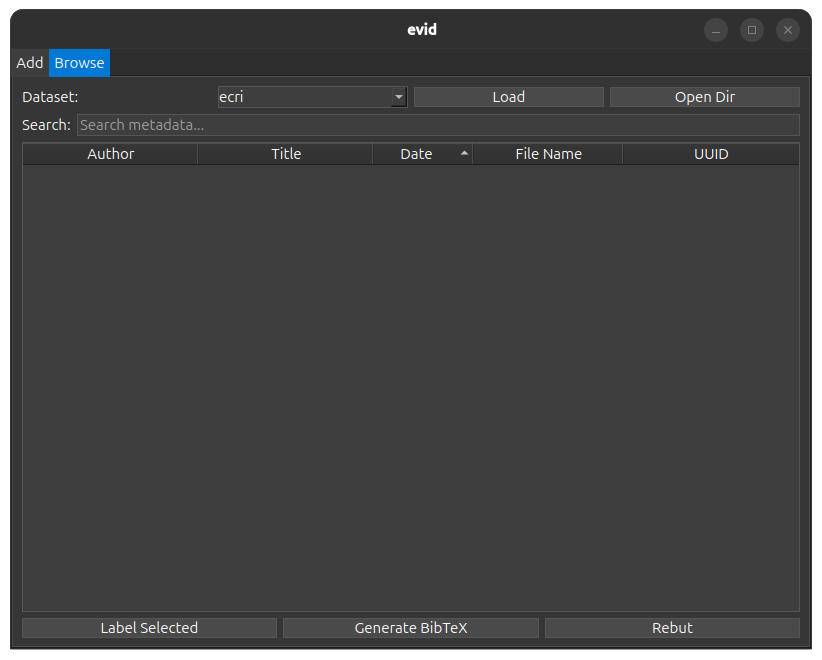 evid
Add Browse
Dataset: ecri Load Open Dir
Search: Search metadata...
Author Title Date File Name UUID
Label Selected Generate BibTeX Rebut